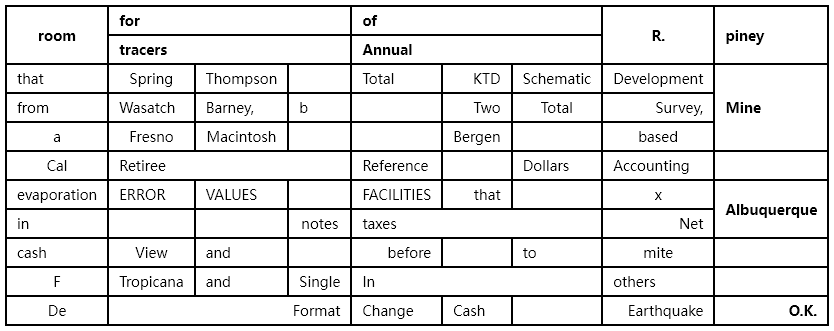 room for of R. piney
tracers Annual
that Spring Thompson Total KTD Schematic Development Mine
from Wasatch Barney, b Two Total Survey,
a Fresno Macintosh Bergen based
Cal Retiree Reference Dollars Accounting
evaporation ERROR VALUES FACILITIES that x Albuquerque
in notes taxes Net
cash View and before to mite
F Tropicana and Single In others
De Format Change Cash Earthquake O.K.